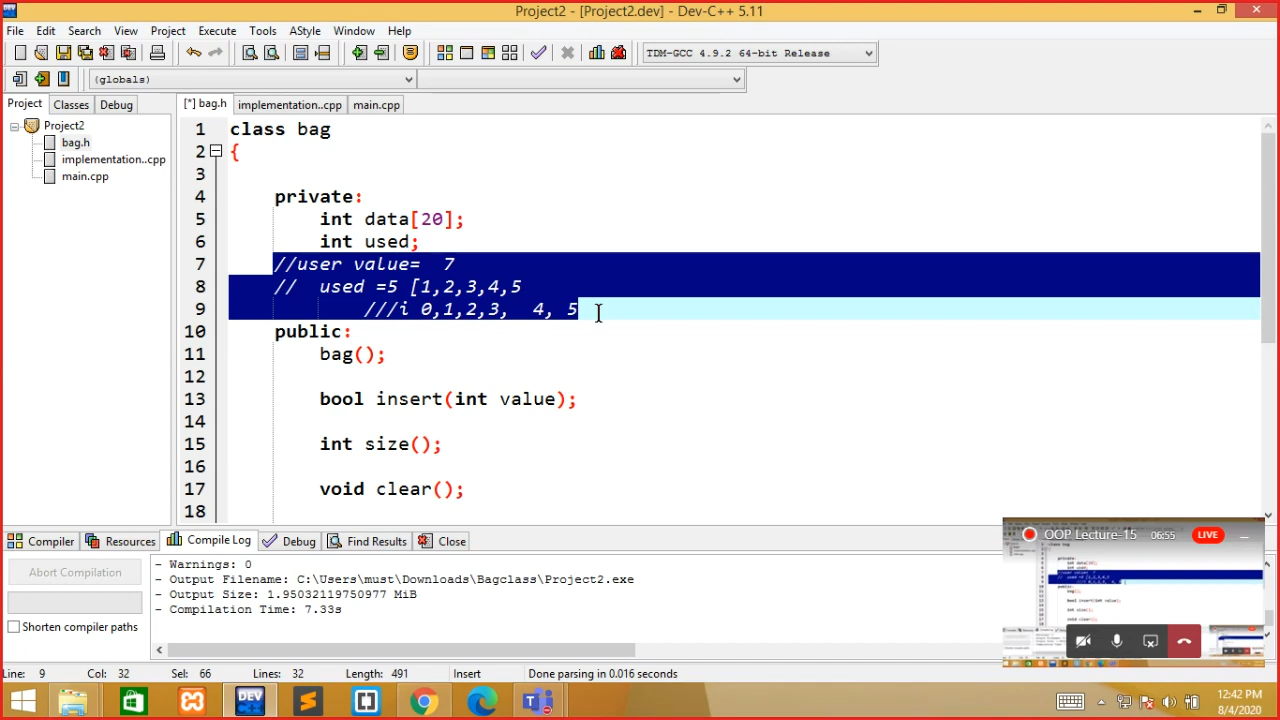 Project2 - [Project2.dev] - Dev-C++ 5.11
File Edit Search View Project Execute Tools AStyle Window Help
TDM-GCC 4.9.2 64-bit Release
(globals)
Project Classes Debug
[*] bag.h implementation..cpp main.cpp
Project2
bag.h
implementation..cpp
main.cpp
1 class bag
2 {
3
4 private:
5 int data[20];
6 int used;
7 //user value= 7
8 // used =5 [1,2,3,4,5
9 ///i 0,1,2,3, 4, 5
10 public:
11 bag();
12
13 bool insert(int value);
14
15 int size();
16
17 void clear();
18
Compiler Resources Compile Log Debug Find Results Close
Abort Compilation
Shorten compiler paths
- Warnings: 0
- Output Filename: C:\Users\must\Downloads\Bagclass\Project2.exe
- Output Size: 1.95032119750977 MiB
- Compilation Time: 7.33s
OOP Lecture-15 06:55 LIVE
Line: 9 Col: 32 Sel: 66 Lines: 32 Length: 491 Insert Done parsing in 0.016 seconds
DEV
12:42 PM
8/4/2020